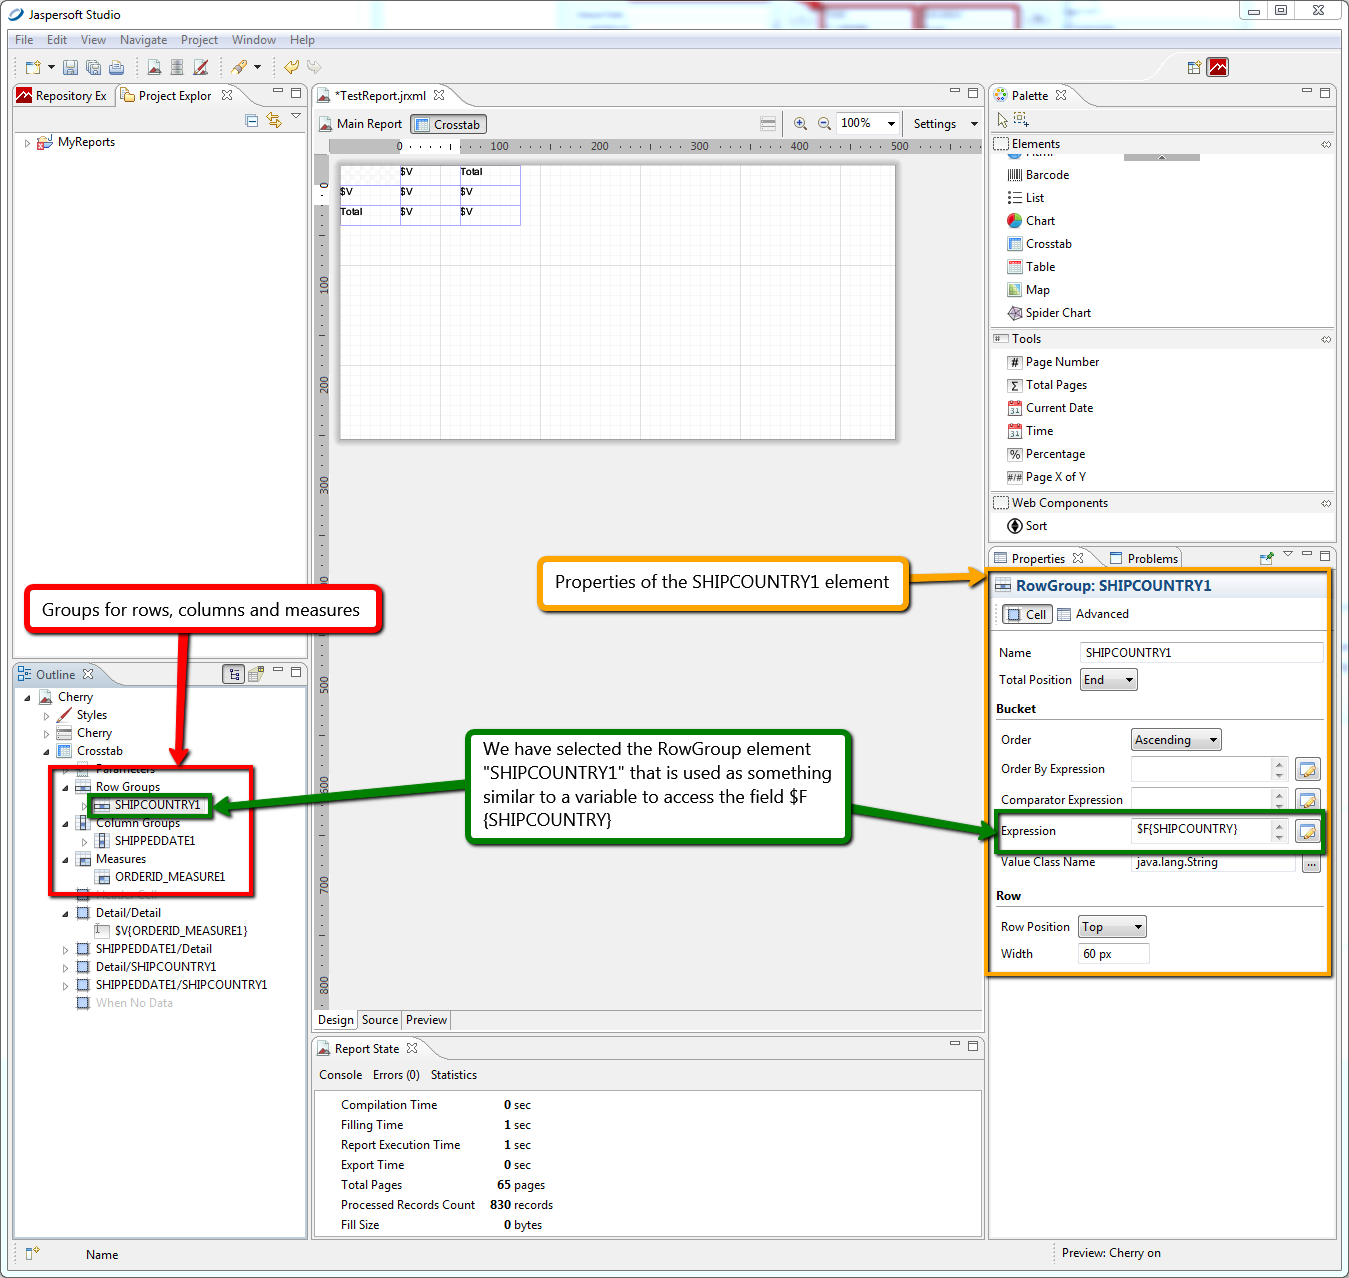 Jaspersoft Studio
File Edit View Navigate Project Window Help
Repository Ex Project Explor
MyReports
*TestReport.jrxml
Main Report Crosstab 100% Settings
0 100 200 300 400 500
0
100
200
300
500
600
700
800
$V Total
$V $V $V
Total $V $V
Palette
Elements
Html
Barcode
List
Chart
Crosstab
Table
Map
Spider Chart
Tools
Page Number
Total Pages
Current Date
Time
Percentage
Page X of Y
Web Components
Sort
Properties Problems
RowGroup: SHIPCOUNTRY1
Cell Advanced
Name SHIPCOUNTRY1
Total Position End
Bucket
Order Ascending
Order By Expression
Comparator Expression
Expression $F{SHIPCOUNTRY}
Value Class Name java.lang.String ...
Row
Row Position Top
Width 60 px
Properties of the SHIPCOUNTRY1 element
Groups for rows, columns and measures
We have selected the RowGroup element
"SHIPCOUNTRY1" that is used as something
similar to a variable to access the field $F
{SHIPCOUNTRY}
Outline
Cherry
Styles
Cherry
Crosstab
Parameters
Row Groups
SHIPCOUNTRY1
Column Groups
SHIPPEDDATE1
Measures
ORDERID_MEASURE1
Detail/Detail
$V{ORDERID_MEASURE1}
SHIPPEDDATE1/Detail
Detail/SHIPCOUNTRY1
SHIPPEDDATE1/SHIPCOUNTRY1
When No Data
Design Source Preview
Report State
Console Errors (0) Statistics
Compilation Time 0 sec
Filling Time 1 sec
Report Execution Time 1 sec
Export Time 0 sec
Total Pages 65 pages
Processed Records Count 830 records
Fill Size 0 bytes
Name
Preview: Cherry on